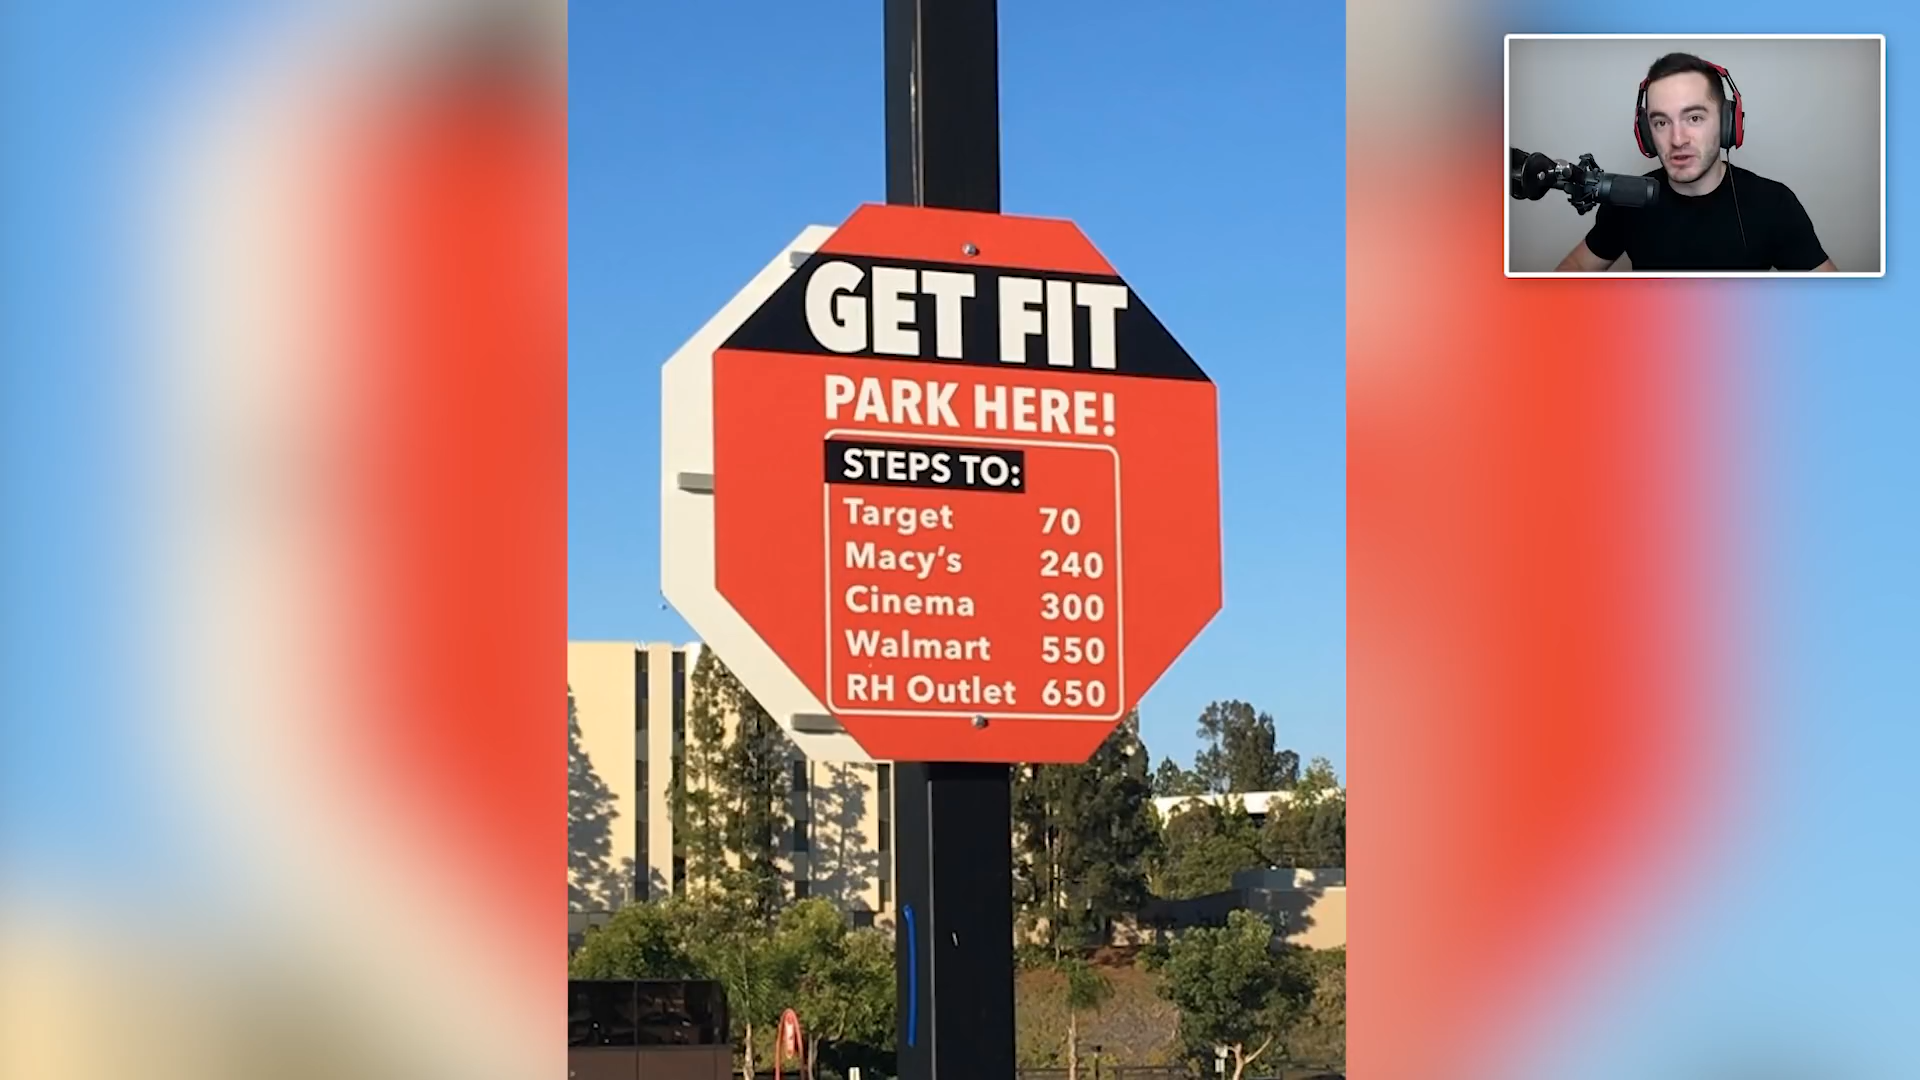 GET FIT
PARK HERE!
STEPS TO:
Target 70
Macy's 240
Cinema 300
Walmart 550
RH Outlet 650